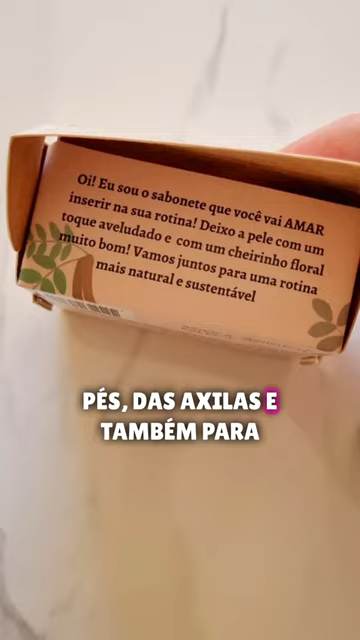 Oi! Eu sou o sabonete que você vai AMAR
inserir na sua rotina! Deixo a pele com um
toque aveludado e com um cheirinho floral
muito bom! Vamos juntos para uma rotina
mais natural e sustentável
PÉS, DAS AXILAS E
TAMBÉM PARA